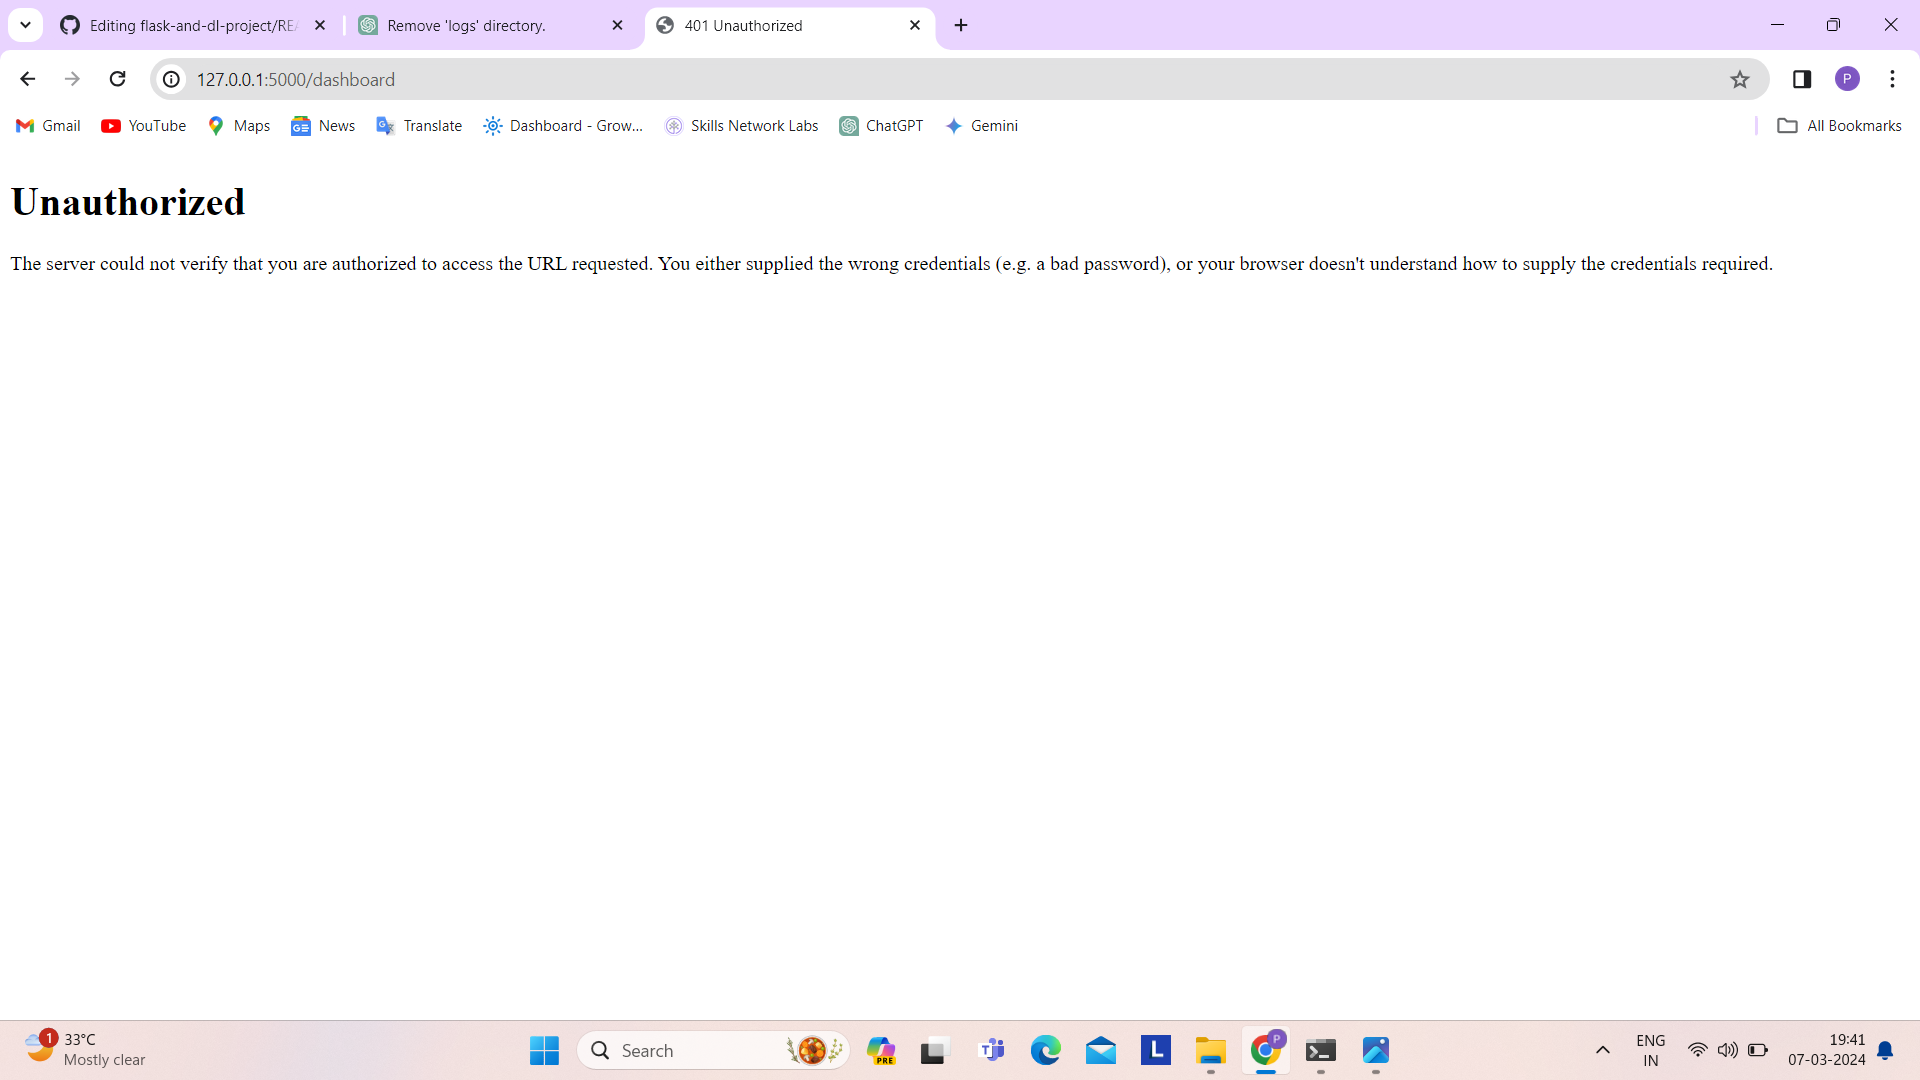 Editing flask-and-dl-project/REA
Remove 'logs' directory.
401 Unauthorized
127.0.0.1:5000/dashboard
P
Gmail
YouTube
Maps
News
Translate
Dashboard - Grow...
Skills Network Labs
ChatGPT
Gemini
All Bookmarks
Unauthorized
The server could not verify that you are authorized to access the URL requested. You either supplied the wrong credentials (e.g. a bad password), or your browser doesn't understand how to supply the credentials required.
1
33°C
Mostly clear
Search
PRE
L
P
ENG
IN
19:41
07-03-2024